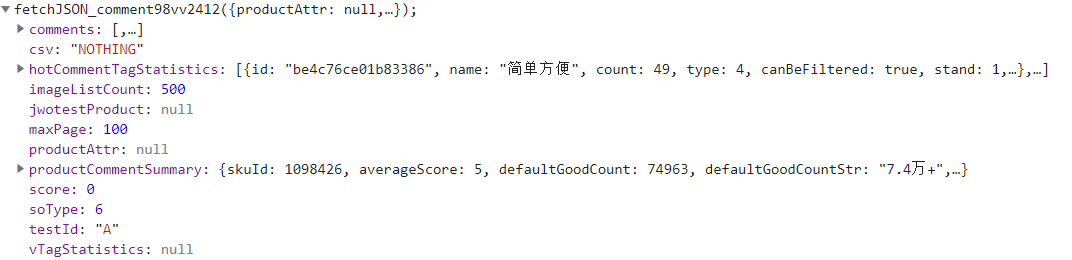 fetchJSON_comment98vv2412({productAttr: null,…});
comments: [,…]
csv: "NOTHING"
hotCommentTagStatistics: [{id: "be4c76ce01b83386", name: "简单方便", count: 49, type: 4, canBeFiltered: true, stand: 1,…},…]
imageListCount: 500
jwotestProduct: null
maxPage: 100
productAttr: null
productCommentSummary: {skuId: 1098426, averageScore: 5, defaultGoodCount: 74963, defaultGoodCountStr: "7.4万+",…}
score: 0
soType: 6
testId: "A"
vTagStatistics: null